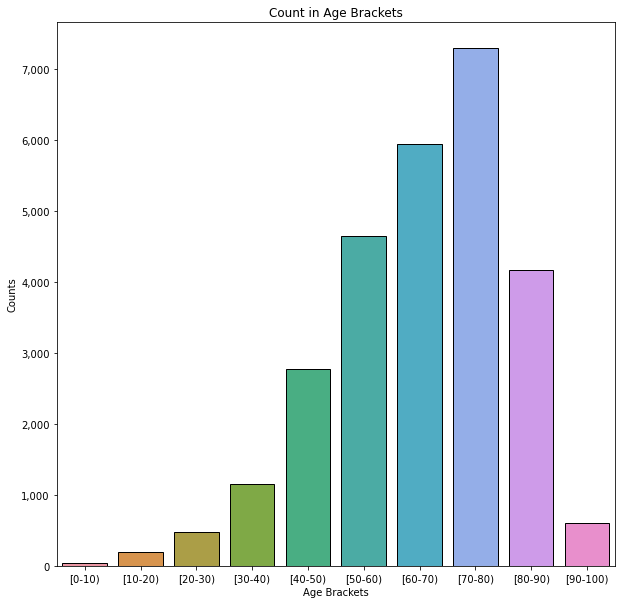 Count in Age Brackets
7,000
6,000
5,000
4,000
3,000
2,000
1,000
0
Counts
[0-10) [10-20) [20-30) [30-40) [40-50) [50-60) [60-70) [70-80) [80-90) [90-100)
Age Brackets